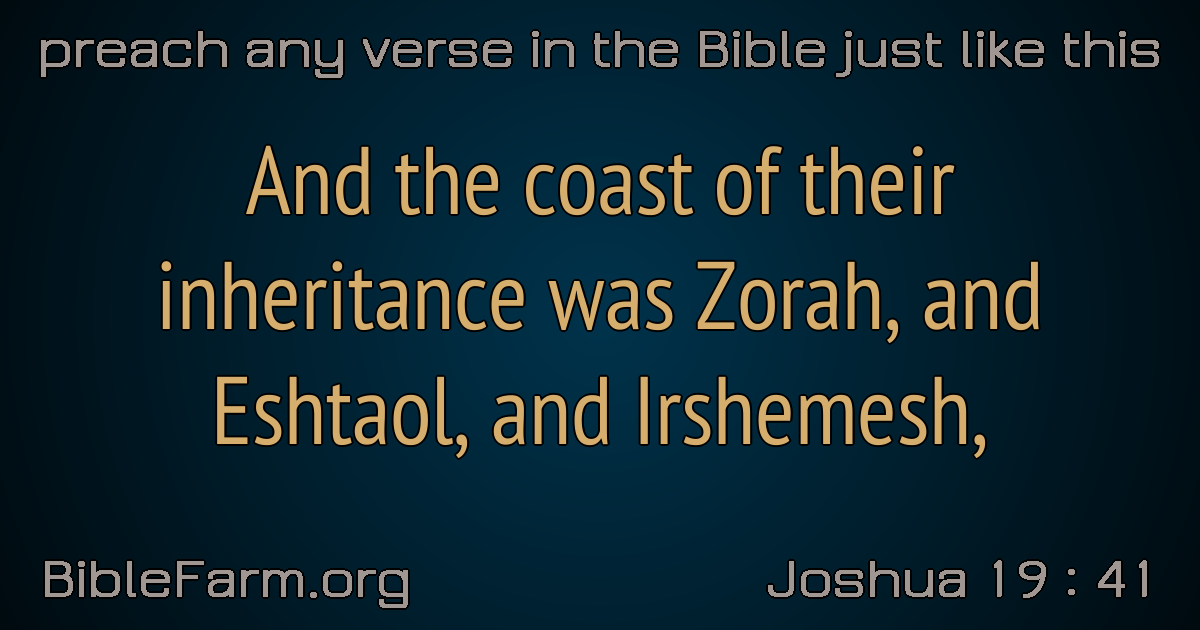 preach any verse in the Bible just like this
And the coast of their
inheritance was Zorah, and
Eshtaol, and Irshemesh,
BibleFarm.org
Joshua 19 : 41